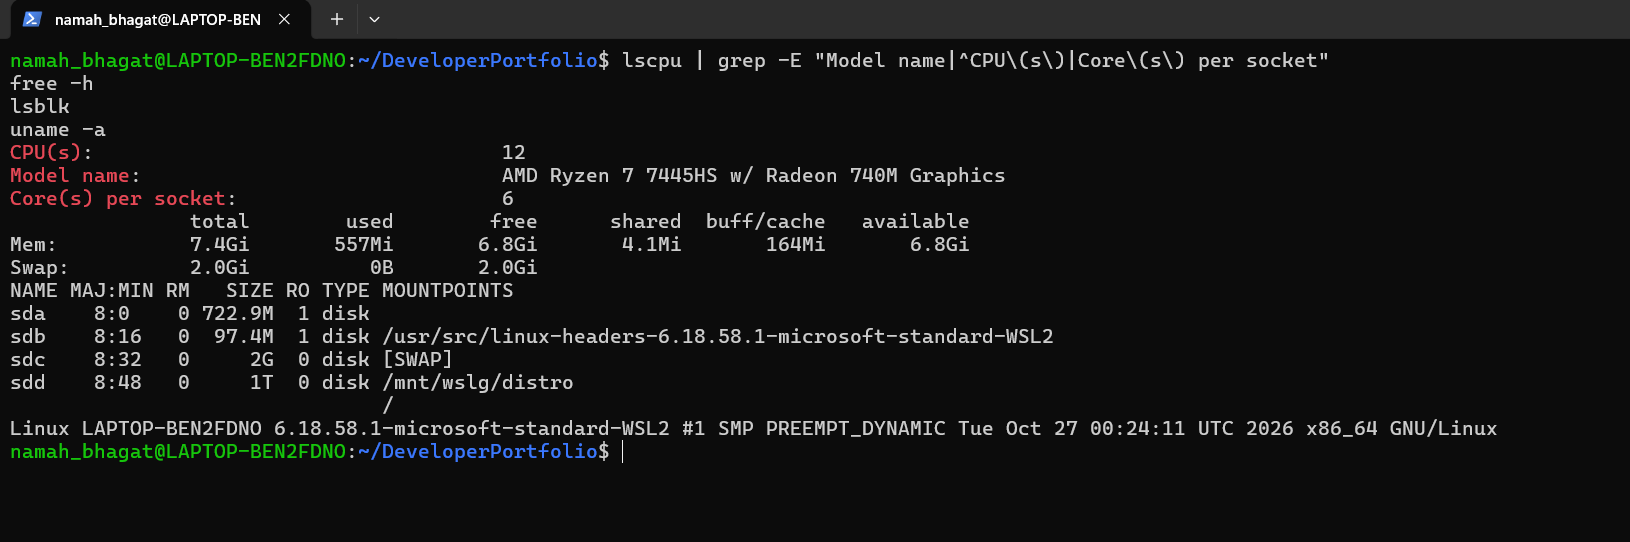 namah_bhagat@LAPTOP-BEN
namah_bhagat@LAPTOP-BEN2FDNO:~/DeveloperPortfolio$ lscpu | grep -E "Model name|^CPU\(s\)|Core\(s\) per socket"
free -h
lsblk
uname -a
CPU(s):                                  12
Model name:                              AMD Ryzen 7 7445HS w/ Radeon 740M Graphics
Core(s) per socket:                      6
               total        used        free      shared  buff/cache   available
Mem:           7.4Gi       557Mi       6.8Gi       4.1Mi       164Mi       6.8Gi
Swap:          2.0Gi          0B       2.0Gi
NAME MAJ:MIN RM   SIZE RO TYPE MOUNTPOINTS
sda    8:0    0 722.9M  1 disk
sdb    8:16   0  97.4M  1 disk /usr/src/linux-headers-6.18.58.1-microsoft-standard-WSL2
sdc    8:32   0     2G  0 disk [SWAP]
sdd    8:48   0     1T  0 disk /mnt/wslg/distro
                               /
Linux LAPTOP-BEN2FDNO 6.18.58.1-microsoft-standard-WSL2 #1 SMP PREEMPT_DYNAMIC Tue Oct 27 00:24:11 UTC 2026 x86_64 GNU/Linux
namah_bhagat@LAPTOP-BEN2FDNO:~/DeveloperPortfolio$